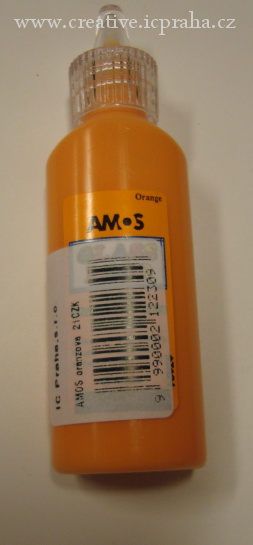 www.creative.icpraha.cz
Orange
AMOS
9 990002 122309
AMOS oranzova 21CZK
IC Praha,s.r.o